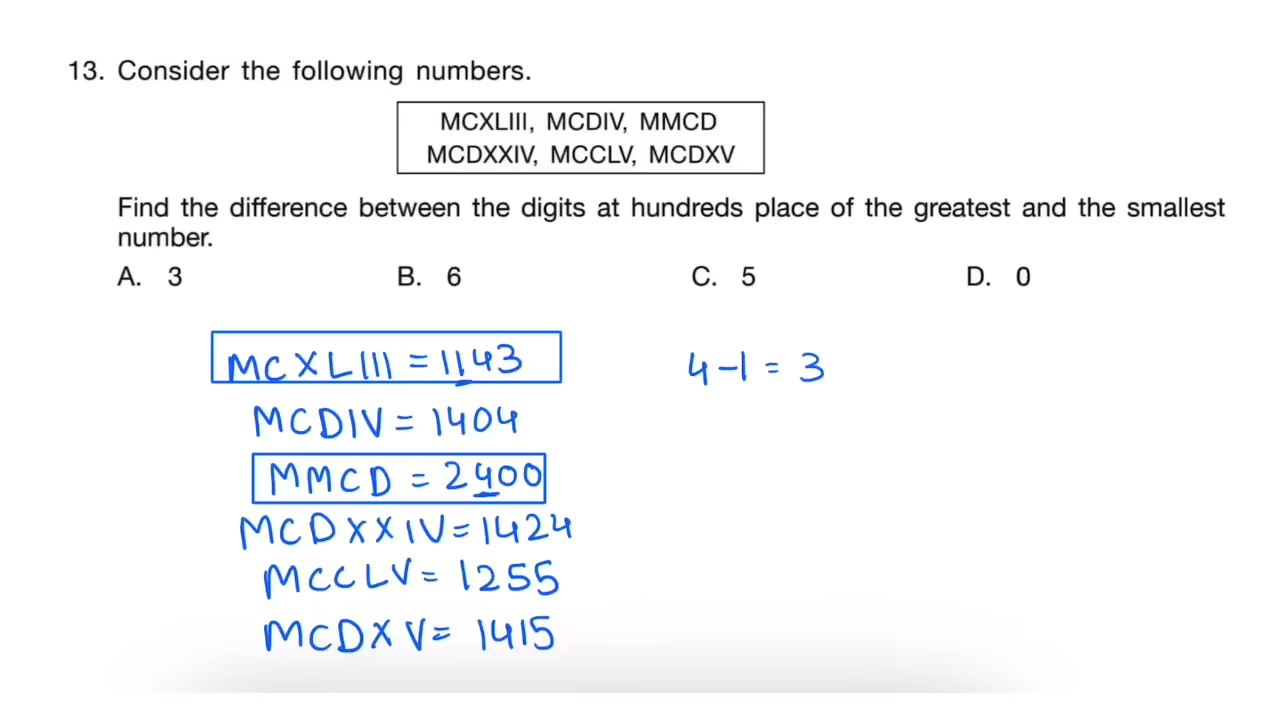 13. Consider the following numbers.
MCXLIII, MCDIV, MMCD
MCDXXIV, MCCLV, MCDXV
Find the difference between the digits at hundreds place of the greatest and the smallest
number.
A. 3 B. 6 C. 5 D. 0
MCXLIII = 1143
4-1 = 3
MCDIV = 1404
MMCD = 2400
MCDXXIV = 1424
MCCLV = 1255
MCDXV = 1415